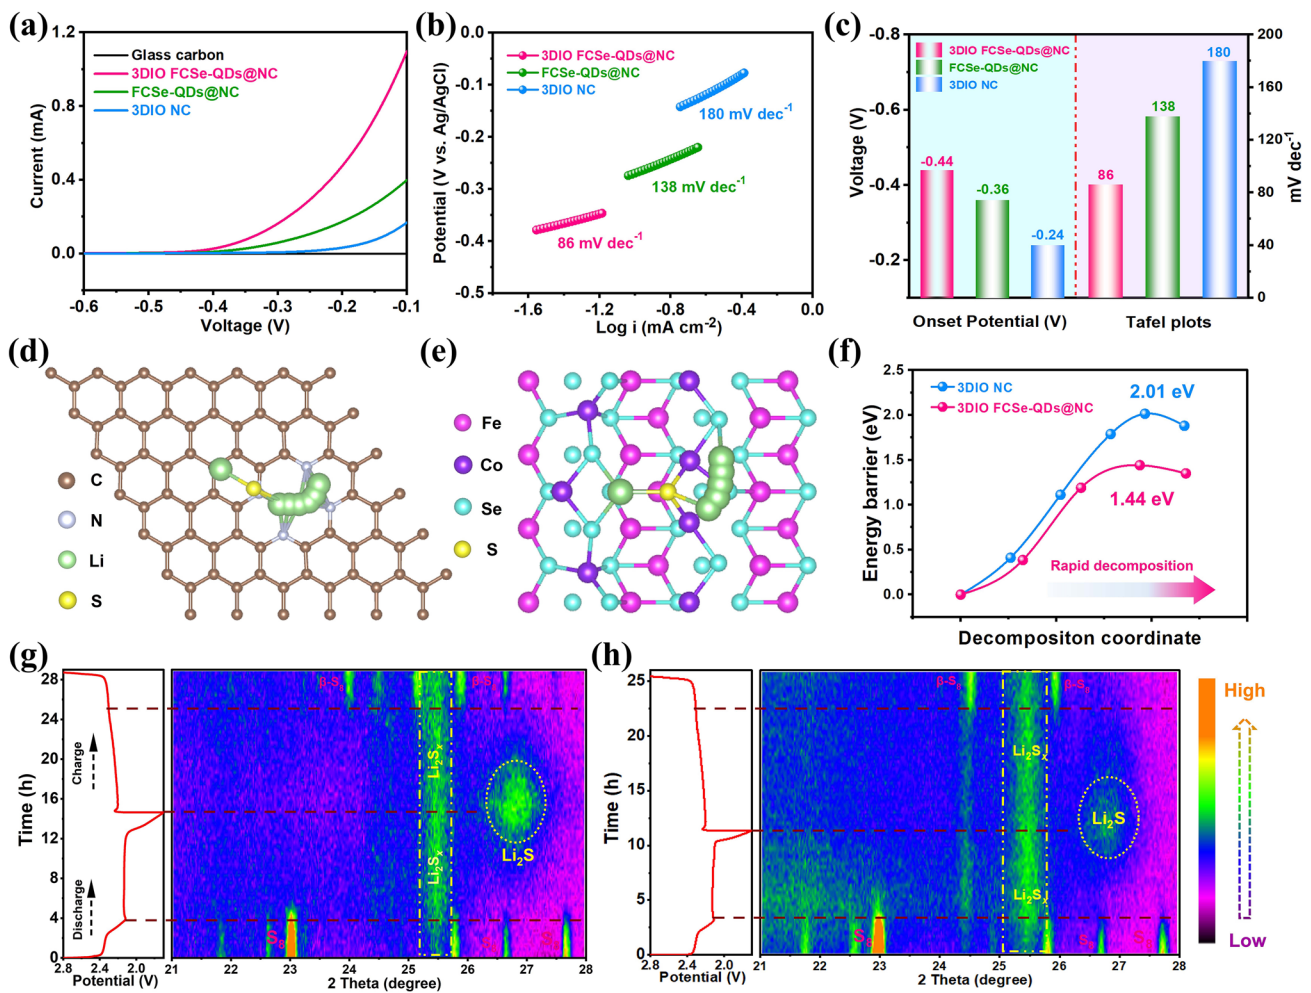 (a)
1.2
0.8
0.4
0.0
Current (mA)
Glass carbon
3DIO FCSe-QDs@NC
FCSe-QDs@NC
3DIO NC
-0.6 -0.5 -0.4 -0.3 -0.2 -0.1
Voltage (V)
(b)
0.0
-0.1
-0.2
-0.3
-0.4
-0.5
Potential (V vs. Ag/AgCl)
3DIO FCSe-QDs@NC
FCSe-QDs@NC
3DIO NC
180 mV dec⁻¹
138 mV dec⁻¹
86 mV dec⁻¹
-1.6 -1.2 -0.8 -0.4 0.0
Log i (mA cm⁻²)
(c)
-0.8
-0.6
-0.4
-0.2
Voltage (V)
3DIO FCSe-QDs@NC
FCSe-QDs@NC
3DIO NC
-0.44
-0.36
-0.24
86
138
180
200
160
120
80
40
0
mV dec⁻¹
Onset Potential (V)
Tafel plots
(d)
C
N
Li
S
(e)
Fe
Co
Se
S
(f)
2.5
2.0
1.5
1.0
0.5
0.0
Energy barrier (eV)
3DIO NC
3DIO FCSe-QDs@NC
2.01 eV
1.44 eV
Rapid decomposition
Decompositon coordinate
(g)
28
24
20
16
12
8
4
0
Time (h)
Charge
Discharge
2.8 2.4 2.0
Potential (V)
β-S₈
β-S₈
Li₂Sₓ
Li₂Sₓ
Li₂S
S₈
S₈
S₈
21 22 23 24 25 26 27 28
2 Theta (degree)
(h)
25
20
15
10
5
0
Time (h)
2.8 2.4 2.0
Potential (V)
β-S₈
β-S₈
Li₂Sₓ
Li₂Sₓ
Li₂S
S₈
S₈
S₈
21 22 23 24 25 26 27 28
2 Theta (degree)
High
Low